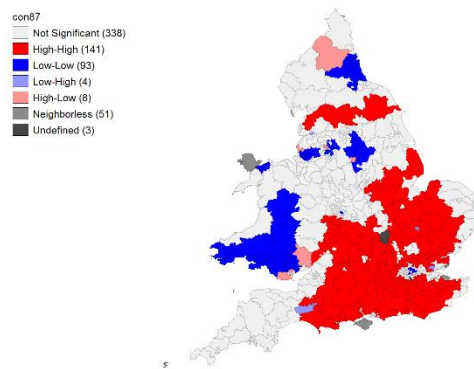 con87
Not Significant (338)
High-High (141)
Low-Low (93)
Low-High (4)
High-Low (8)
Neighborless (51)
Undefined (3)